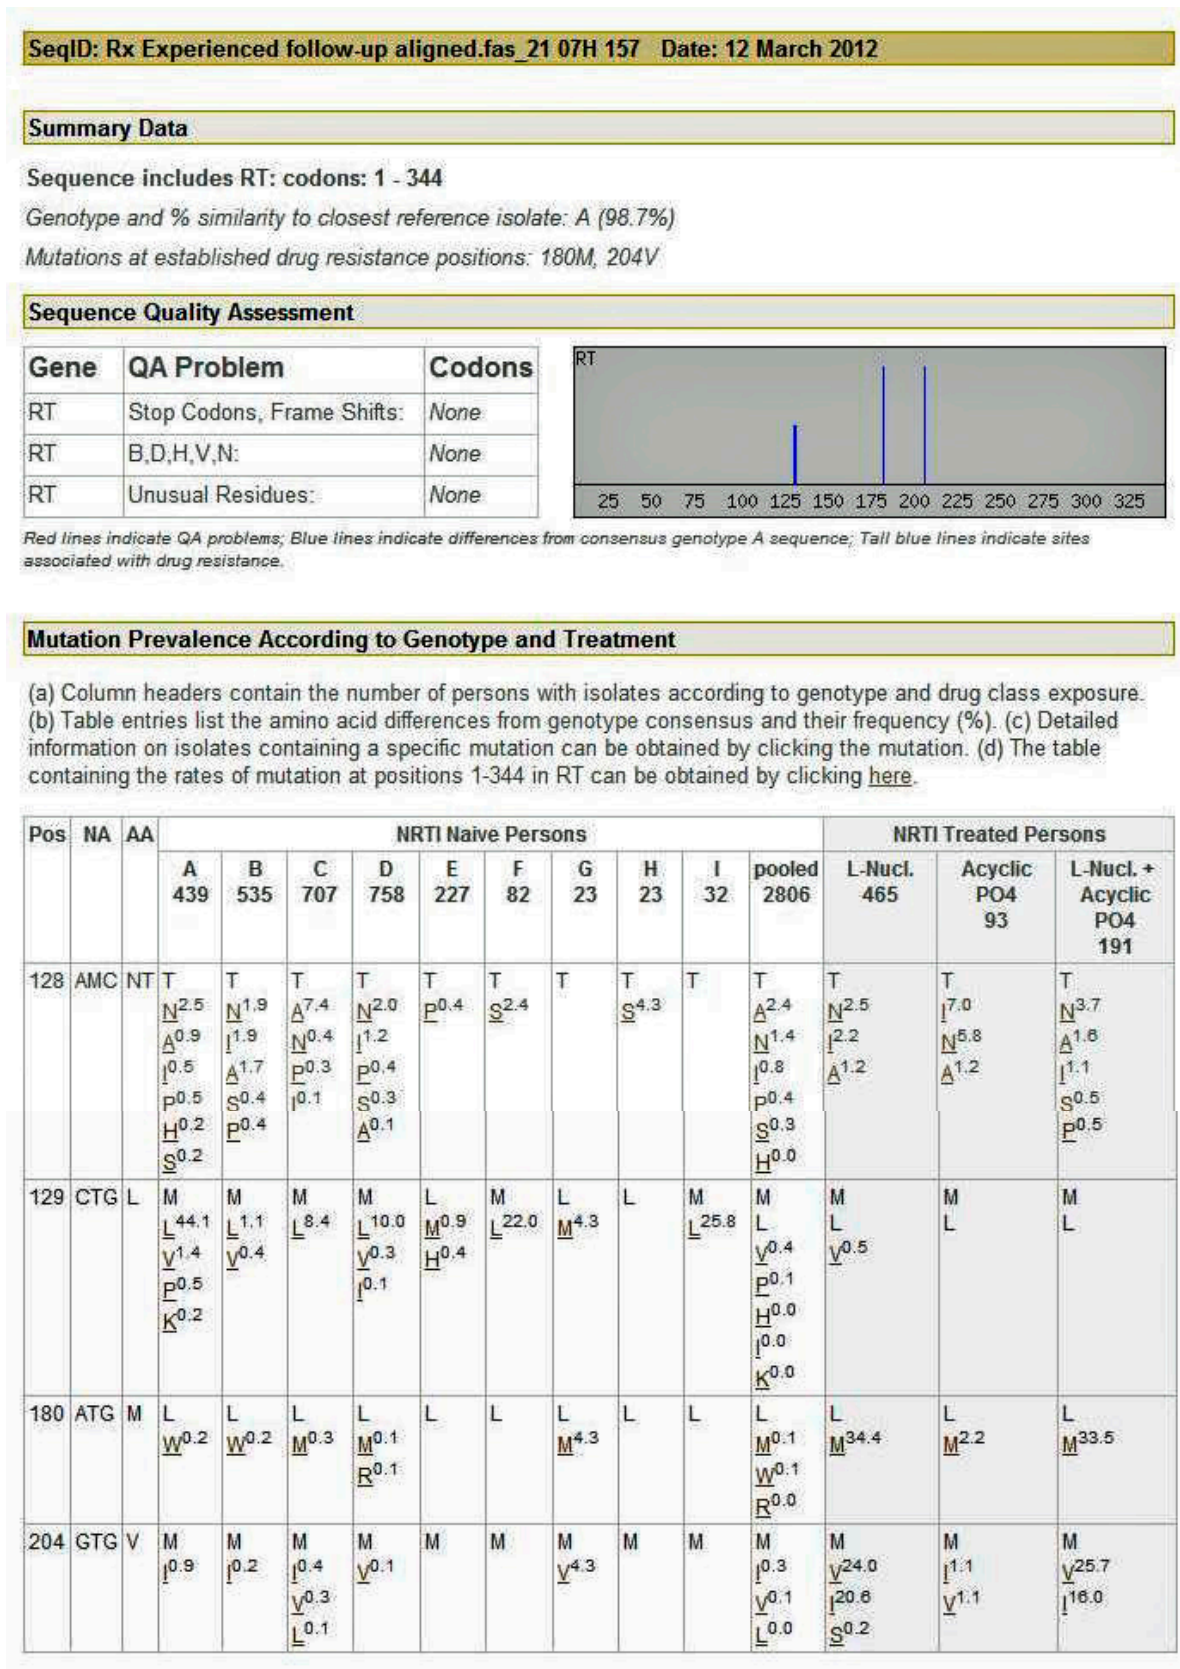 SeqID: Rx Experienced follow-up aligned.fas_21 07H 157 Date: 12 March 2012
Summary Data
Sequence includes RT: codons: 1 - 344
Genotype and % similarity to closest reference isolate: A (98.7%)
Mutations at established drug resistance positions: 180M, 204V
Sequence Quality Assessment
Gene QA Problem Codons
RT Stop Codons, Frame Shifts: None
RT B,D,H,V,N: None
RT Unusual Residues: None
RT
25 50 75 100 125 150 175 200 225 250 275 300 325
Red lines indicate QA problems; Blue lines indicate differences from consensus genotype A sequence; Tall blue lines indicate sites
associated with drug resistance.
Mutation Prevalence According to Genotype and Treatment
(a) Column headers contain the number of persons with isolates according to genotype and drug class exposure.
(b) Table entries list the amino acid differences from genotype consensus and their frequency (%). (c) Detailed
information on isolates containing a specific mutation can be obtained by clicking the mutation. (d) The table
containing the rates of mutation at positions 1-344 in RT can be obtained by clicking here.
Pos NA AA NRTI Naive Persons NRTI Treated Persons
A B C D E F G H I pooled L-Nucl. Acyclic L-Nucl. +
439 535 707 758 227 82 23 23 32 2806 465 PO4 Acyclic
93 PO4
191
128 AMC NT T T T T T T T T T T T T T
N2.5 N1.9 A7.4 N2.0 P0.4 S2.4 S4.3 A2.4 N2.5 I7.0 N3.7
A0.9 I1.9 N0.4 I1.2 N1.4 I2.2 N5.8 A1.6
I0.5 A1.7 P0.3 P0.4 I0.8 A1.2 A1.2 I1.1
P0.5 S0.4 I0.1 S0.3 P0.4 S0.5
H0.2 P0.4 A0.1 S0.3 P0.5
S0.2 H0.0
129 CTG L M M M M L M L L M M M M M
L44.1 L1.1 L8.4 L10.0 M0.9 L22.0 M4.3 L25.8 L L L L
V1.4 V0.4 V0.3 H0.4 V0.4 V0.5
P0.5 I0.1 P0.1
K0.2 H0.0
I0.0
K0.0
180 ATG M L L L L L L L L L L L L L
W0.2 W0.2 M0.3 M0.1 M4.3 M0.1 M34.4 M2.2 M33.5
R0.1 W0.1
R0.0
204 GTG V M M M M M M M M M M M M M
I0.9 I0.2 I0.4 V0.1 V4.3 I0.3 V24.0 I1.1 V25.7
V0.3 V0.1 I20.6 V1.1 I16.0
L0.1 L0.0 S0.2